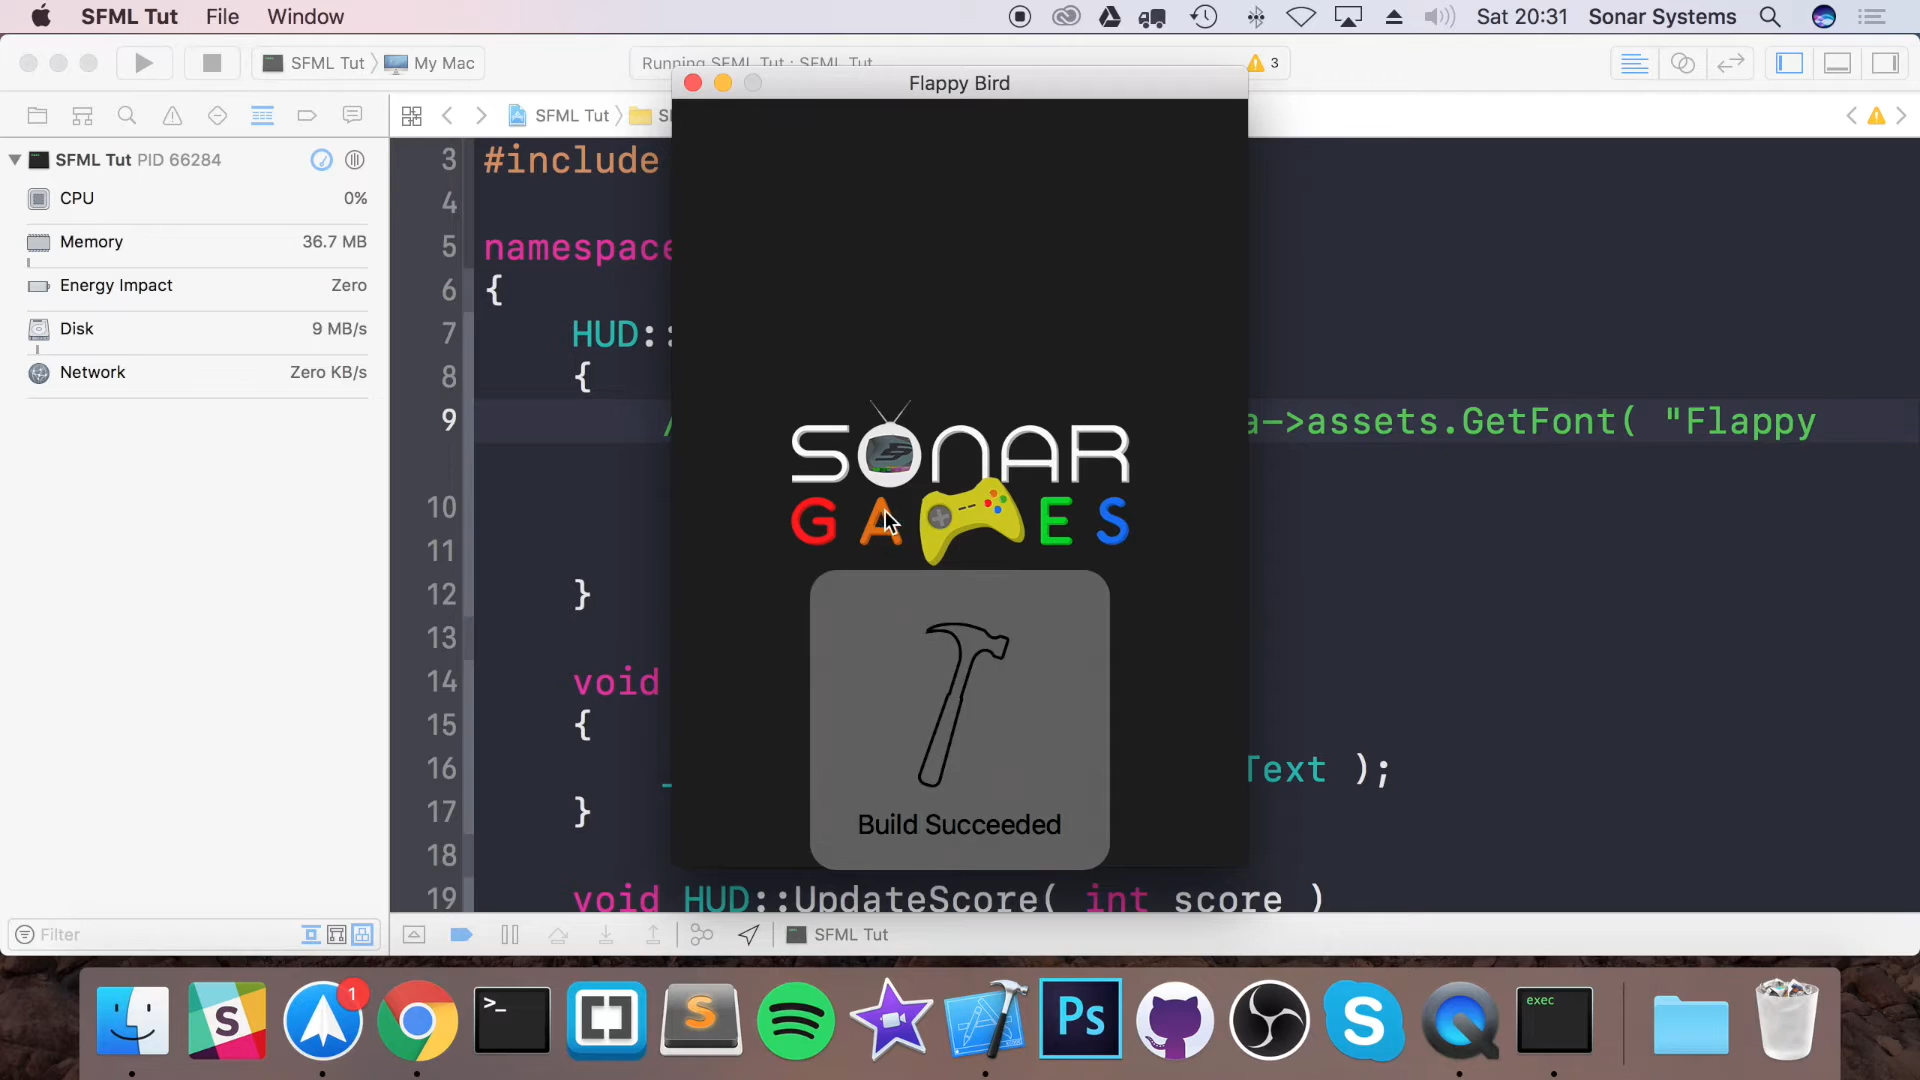 SFML Tut File Window
Sat 20:31 Sonar Systems
SFML Tut My Mac
Running SFML Tut : SFML Tut
3
Flappy Bird
SFML Tut
SFML Tut PID 66284
CPU 0%
Memory 36.7 MB
Energy Impact Zero
Disk 9 MB/s
Network Zero KB/s
Filter
3 #include
4
5 namespace
6 {
7 HUD::
8 {
9 a->assets.GetFont( "Flappy
10
11
12 }
13
14 void
15 {
16 Text );
17 }
18
19 void HUD::UpdateScore( int score )
SONAR
GAMES
Build Succeeded
SFML Tut
1
>_
S
Ps
S
exec